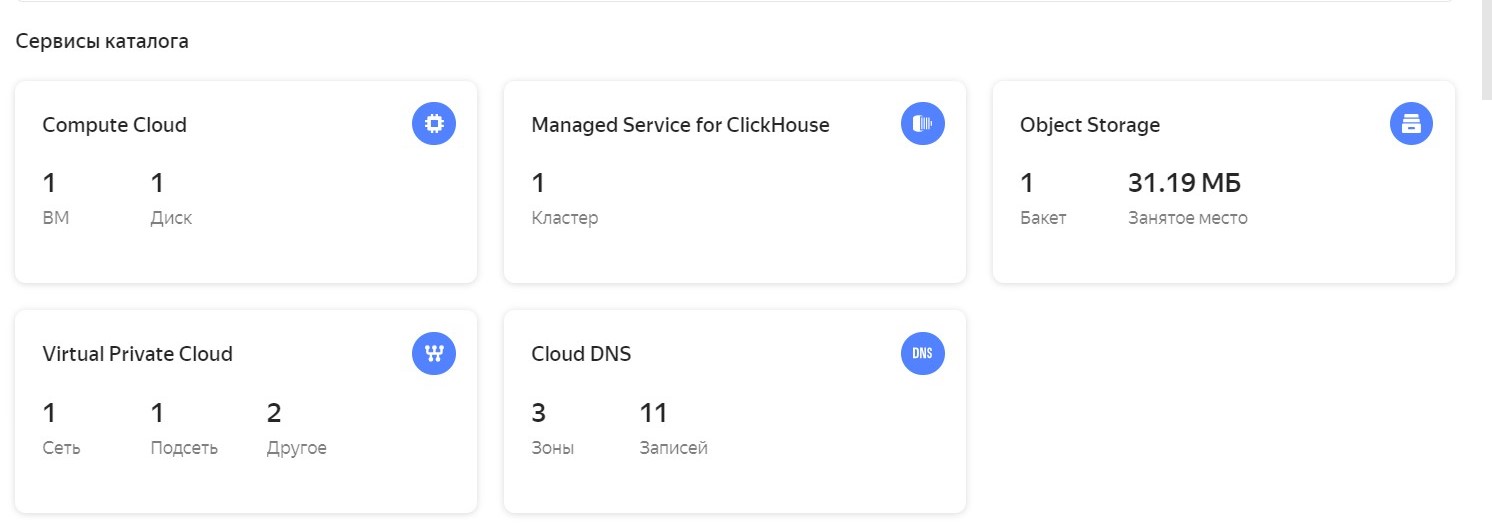 Сервисы каталога
Compute Cloud
1 1
ВМ Диск
Managed Service for ClickHouse
1
Кластер
Object Storage
1 31.19 МБ
Бакет Занятое место
Virtual Private Cloud
1 1 2
Сеть Подсеть Другое
Cloud DNS
DNS
3 11
Зоны Записей